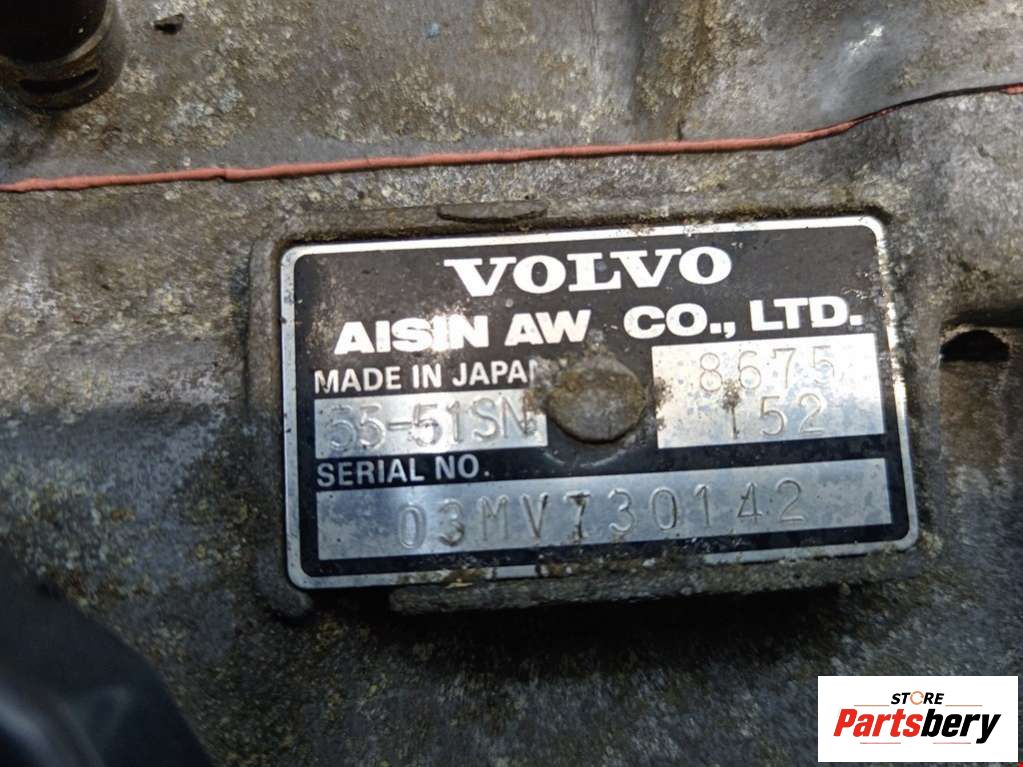 VOLVO
AISIN AW CO., LTD.
MADE IN JAPAN
8675
55-51SN
152
SERIAL NO.
03MV730142
STORE
Partsbery